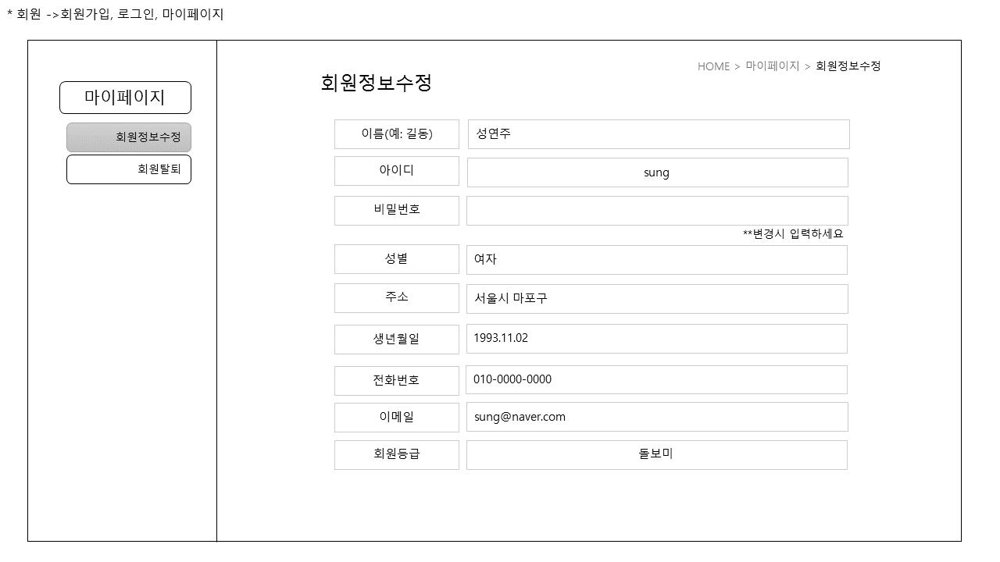 * 회원 ->회원가입, 로그인, 마이페이지
HOME > 마이페이지 > 회원정보수정
마이페이지
회원정보수정
회원탈퇴
회원정보수정
이름(예: 길동) 성연주
아이디 sung
비밀번호
**변경시 입력하세요
성별 여자
주소 서울시 마포구
생년월일 1993.11.02
전화번호 010-0000-0000
이메일 sung@naver.com
회원등급 돌보미